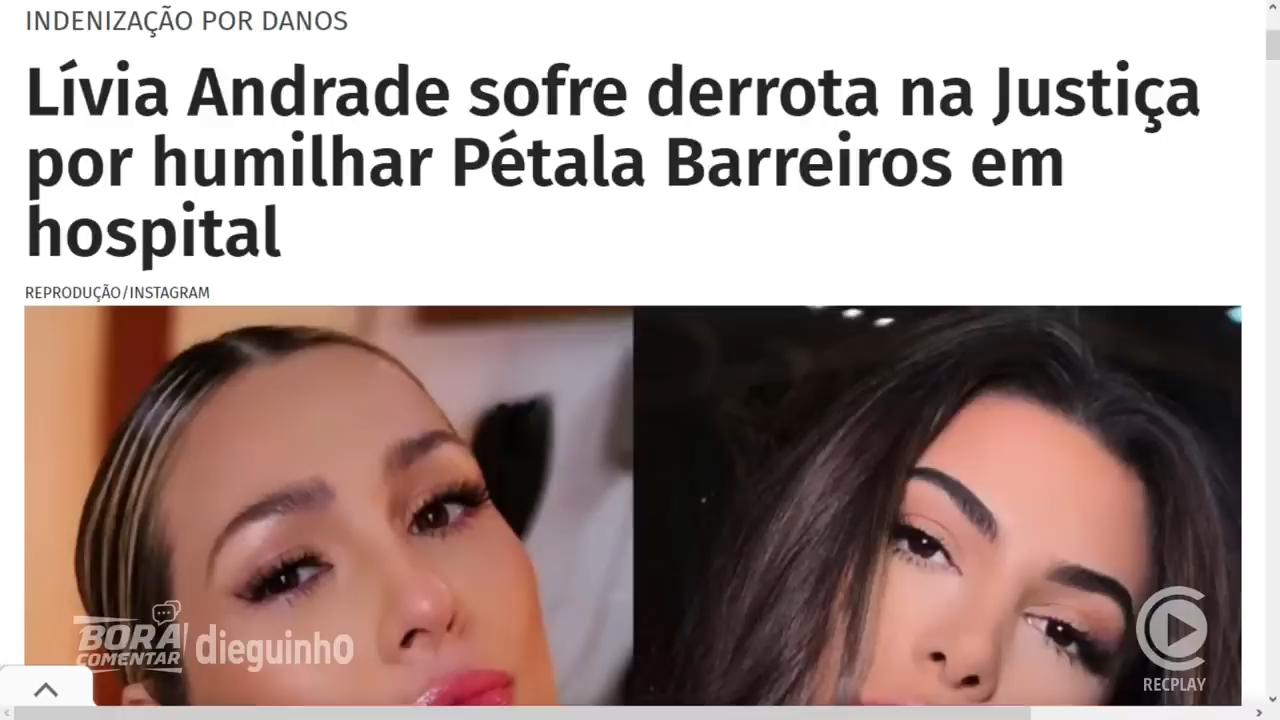 INDENIZAÇÃO POR DANOS
Lívia Andrade sofre derrota na Justiça
por humilhar Pétala Barreiros em
hospital
REPRODUÇÃO/INSTAGRAM
BORA
COMENTAR
dieguinho
RECPLAY